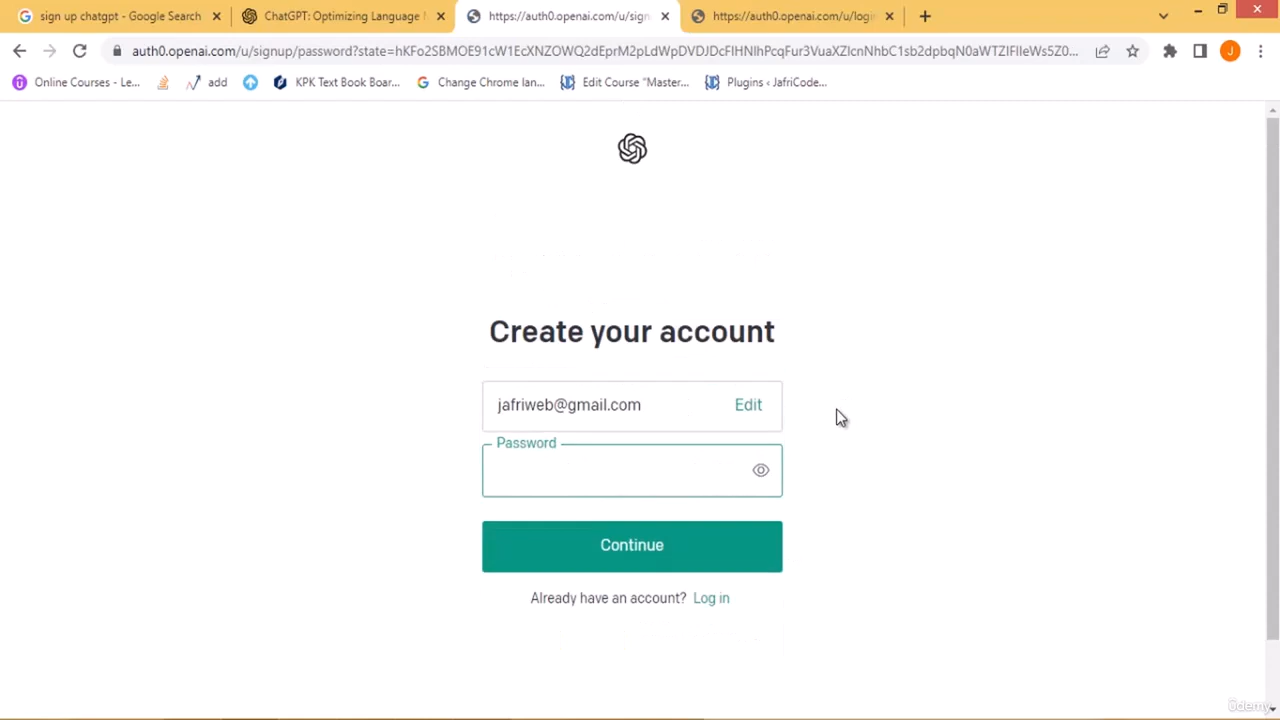 sign up chatgpt - Google Search
ChatGPT: Optimizing Language
https://auth0.openai.com/u/sign
https://auth0.openai.com/u/logi
auth0.openai.com/u/signup/password?state=hKFo2SBMOE91cW1EcXNZOWQ2dEprM2pLdWpDVDJDcFlHNlhPcqFur3VuaXZlcnNhbC1sb2dpbqN0aWTZIFlleWs5Z0...
J
Online Courses - Le...
add
KPK Text Book Boar...
Change Chrome lan...
Edit Course "Master...
Plugins ‹ JafriCode...
Create your account
jafriweb@gmail.com
Edit
Password
Continue
Already have an account? Log in
ûdemy